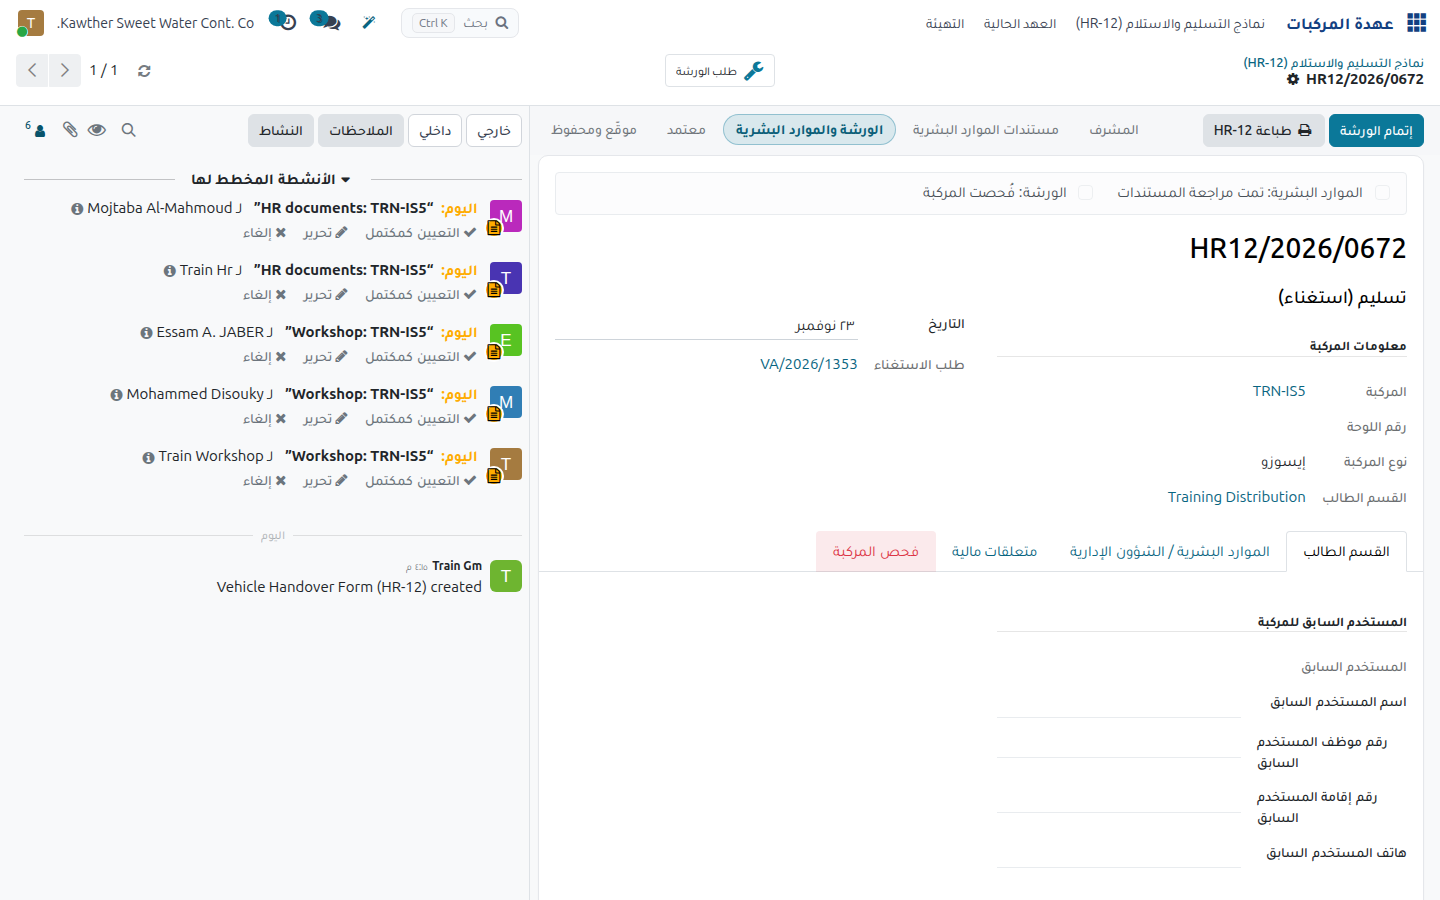 عهدة المركبات
نماذج التسليم والاستلام (HR-12)
العهد الحالية
التهيئة
بحث Ctrl K
3
1
Kawther Sweet Water Cont. Co.
T
نماذج التسليم والاستلام (HR-12)
HR12/2026/0672
طلب الورشة
1 / 1
إتمام الورشة
طباعة HR-12
المشرف
مستندات الموارد البشرية
الورشة والموارد البشرية
معتمد
موقّع ومحفوظ
خارجي
داخلي
الملاحظات
النشاط
6
الموارد البشرية: تمت مراجعة المستندات
الورشة: فُحصت المركبة
HR12/2026/0672
تسليم (استغناء)
التاريخ
٢٣ نوفمبر
طلب الاستغناء
VA/2026/1353
معلومات المركبة
المركبة
TRN-IS5
رقم اللوحة
نوع المركبة
إيسوزو
القسم الطالب
Training Distribution
القسم الطالب
الموارد البشرية / الشؤون الإدارية
متعلقات مالية
فحص المركبة
المستخدم السابق للمركبة
المستخدم السابق
اسم المستخدم السابق
رقم موظف المستخدم
السابق
رقم إقامة المستخدم
السابق
هاتف المستخدم السابق
الأنشطة المخطط لها
M
اليوم: “HR documents: TRN-IS5” لـ Mojtaba Al-Mahmoud
التعيين كمكتمل تحرير إلغاء
T
اليوم: “HR documents: TRN-IS5” لـ Train Hr
التعيين كمكتمل تحرير إلغاء
E
اليوم: “Workshop: TRN-IS5” لـ Essam A. JABER
التعيين كمكتمل تحرير إلغاء
M
اليوم: “Workshop: TRN-IS5” لـ Mohammed Disouky
التعيين كمكتمل تحرير إلغاء
T
اليوم: “Workshop: TRN-IS5” لـ Train Workshop
التعيين كمكتمل تحرير إلغاء
اليوم
T
Train Gm
Vehicle Handover Form (HR-12) created